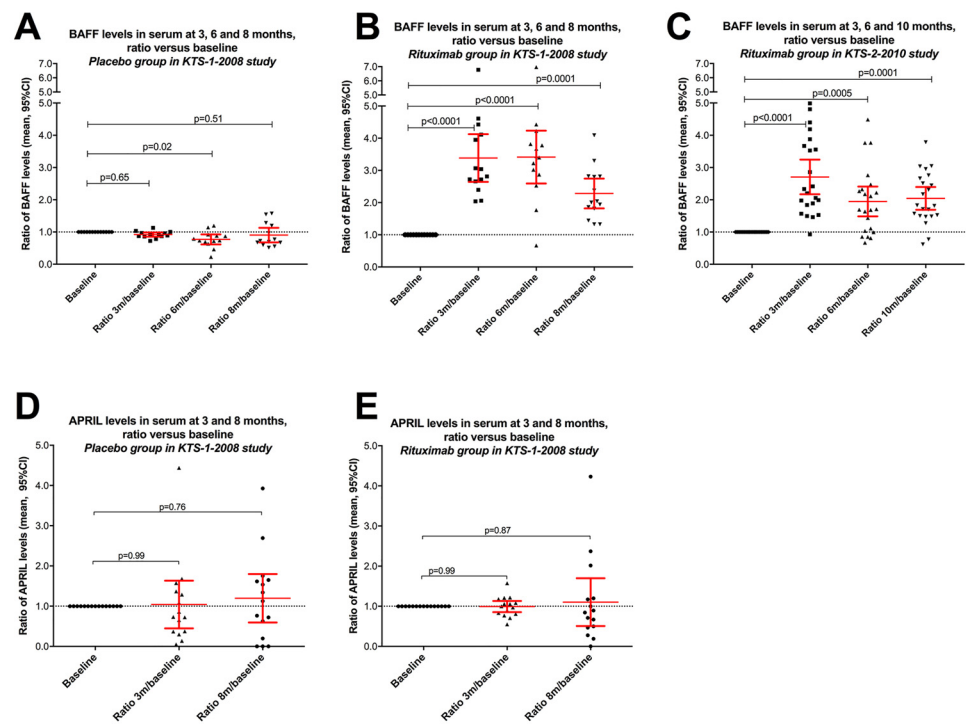 A
BAFF levels in serum at 3, 6 and 8 months,
ratio versus baseline
Placebo group in KTS-1-2008 study
Ratio of BAFF levels (mean, 95%CI)
7.0
6.0
5.0
4.0
3.0
2.0
1.0
0.0
p=0.51
p=0.02
p=0.65
Baseline
Ratio 3m/baseline
Ratio 6m/baseline
Ratio 8m/baseline
B
BAFF levels in serum at 3, 6 and 8 months,
ratio versus baseline
Rituximab group in KTS-1-2008 study
Ratio of BAFF levels (mean, 95%CI)
7.0
6.0
5.0
4.0
3.0
2.0
1.0
0.0
p=0.0001
p<0.0001
p<0.0001
Baseline
Ratio 3m/baseline
Ratio 6m/baseline
Ratio 8m/baseline
C
BAFF levels in serum at 3, 6 and 10 months,
ratio versus baseline
Rituximab group in KTS-2-2010 study
Ratio of BAFF levels (mean, 95%CI)
7.0
6.0
5.0
4.0
3.0
2.0
1.0
0.0
p=0.0001
p=0.0005
p<0.0001
Baseline
Ratio 3m/baseline
Ratio 6m/baseline
Ratio 10m/baseline
D
APRIL levels in serum at 3 and 8 months,
ratio versus baseline
Placebo group in KTS-1-2008 study
Ratio of APRIL levels (mean, 95%CI)
5.0
4.0
3.0
2.0
1.0
0.0
p=0.76
p=0.99
Baseline
Ratio 3m/baseline
Ratio 8m/baseline
E
APRIL levels in serum at 3 and 8 months,
ratio versus baseline
Rituximab group in KTS-1-2008 study
Ratio of APRIL levels (mean, 95%CI)
5.0
4.0
3.0
2.0
1.0
0.0
p=0.87
p=0.99
Baseline
Ratio 3m/baseline
Ratio 8m/baseline